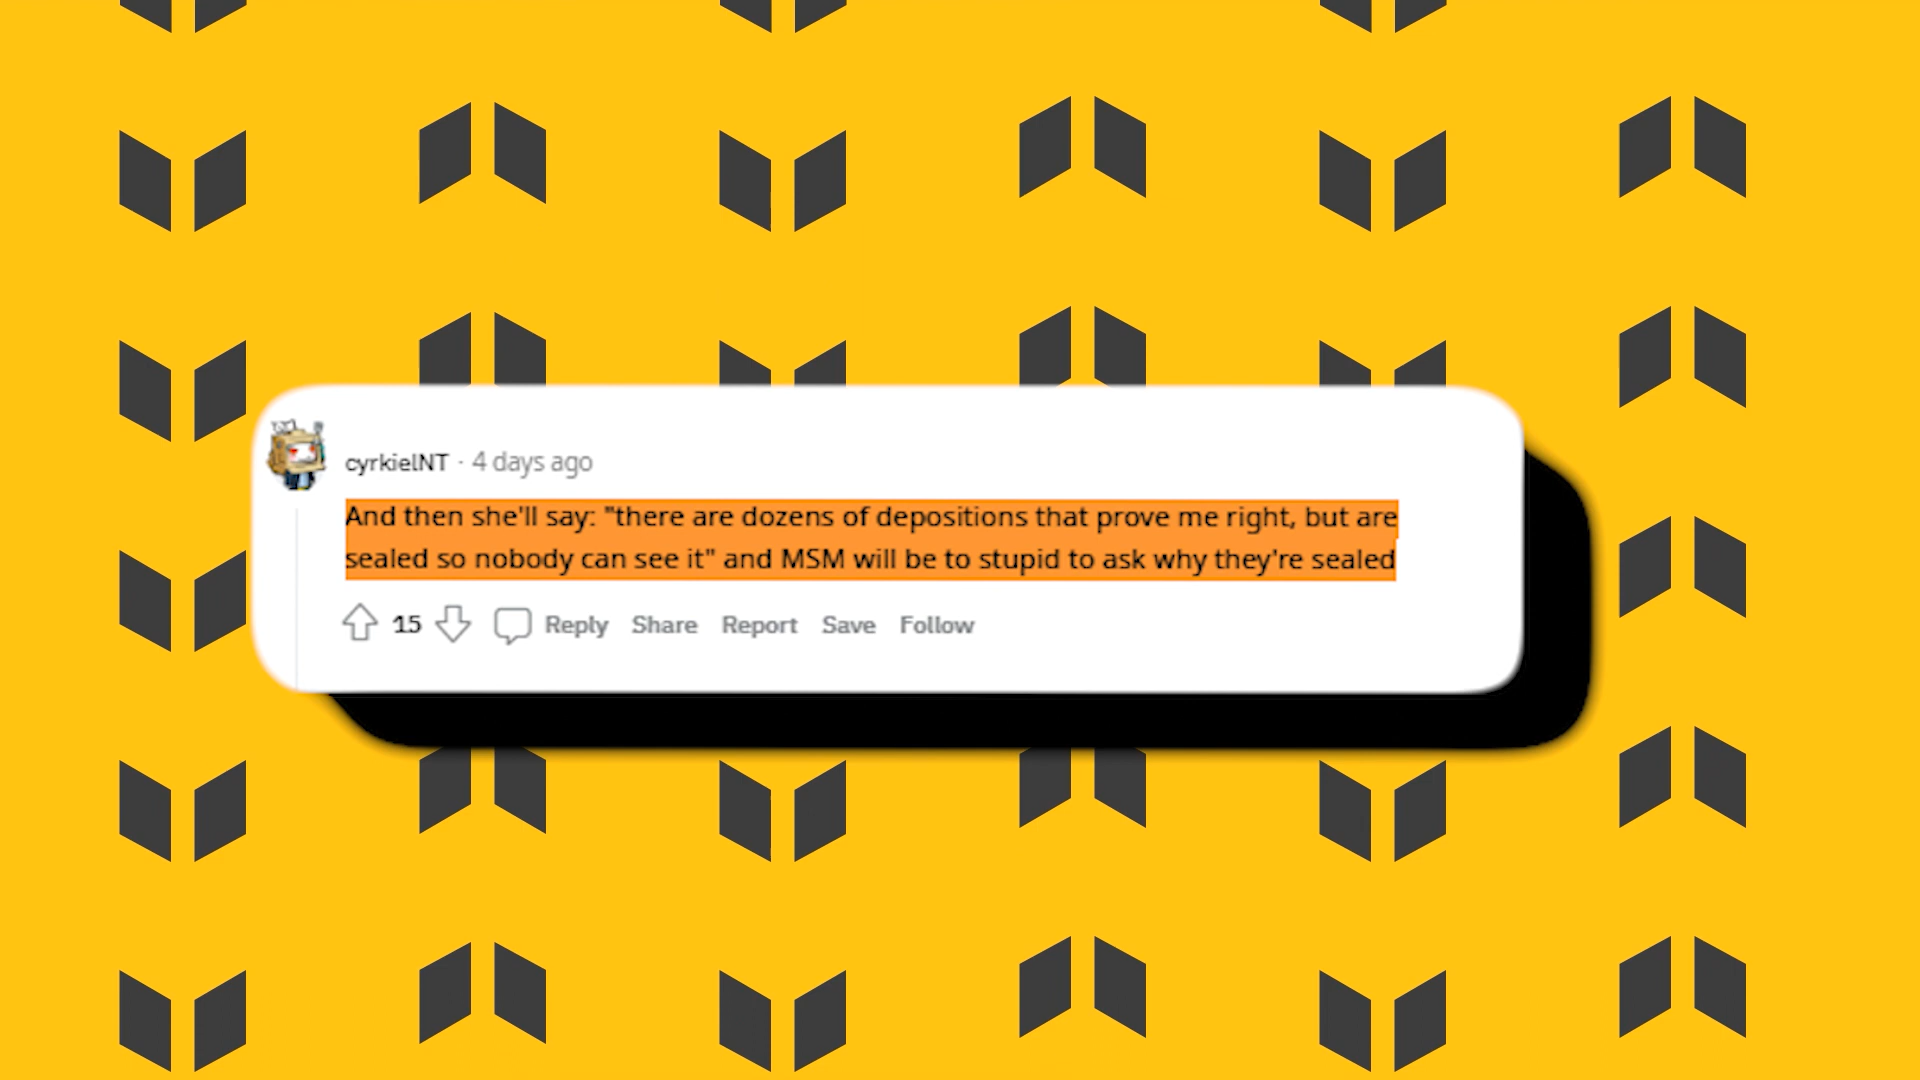 cyrkielNT · 4 days ago
And then she'll say: "there are dozens of depositions that prove me right, but are
sealed so nobody can see it" and MSM will be to stupid to ask why they're sealed
15 Reply Share Report Save Follow